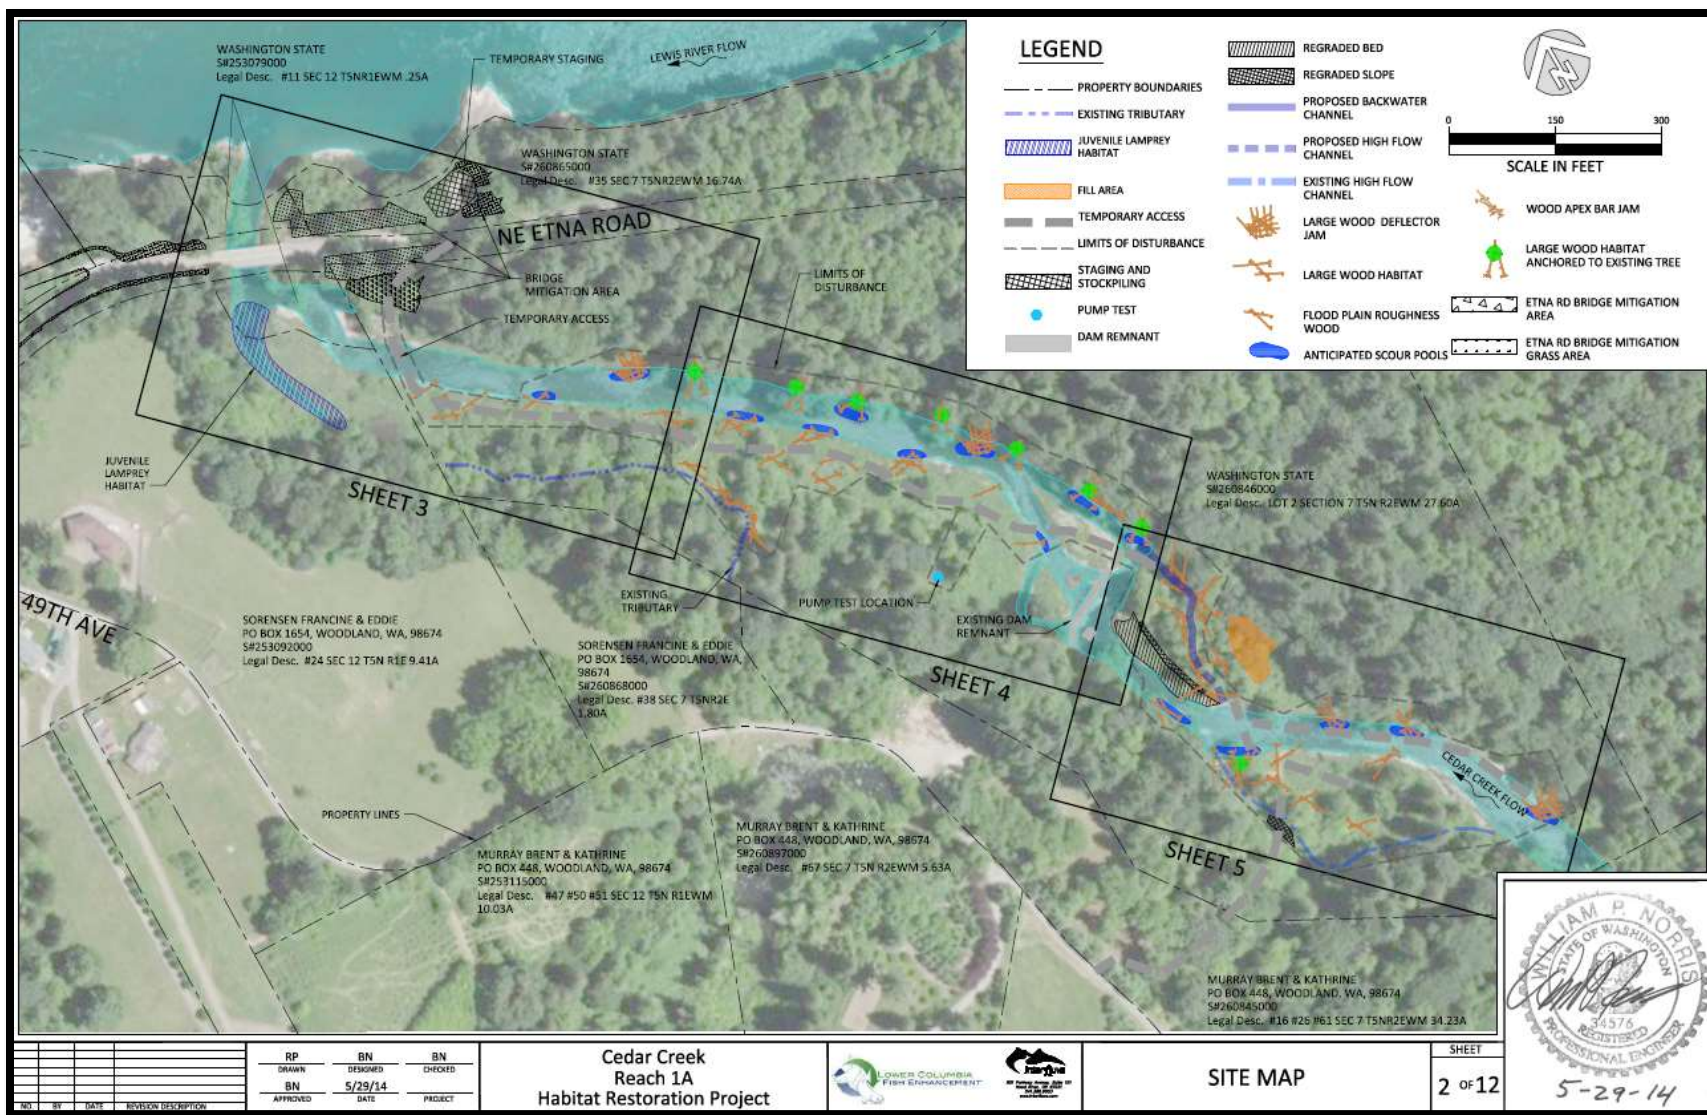 WASHINGTON STATE
S#253079000
Legal Desc. #11 SEC 12 T5NR1EWM .25A
TEMPORARY STAGING
LEWIS RIVER FLOW
WASHINGTON STATE
S#260865000
Legal Desc. #35 SEC 7 T5NR2EWM 16.74A
NE ETNA ROAD
BRIDGE
MITIGATION AREA
TEMPORARY ACCESS
LIMITS OF
DISTURBANCE
JUVENILE
LAMPREY
HABITAT
SHEET 3
WASHINGTON STATE
S#260846000
Legal Desc. LOT 2 SECTION 7 T5N R2EWM 27.60A
EXISTING
TRIBUTARY
PUMP TEST LOCATION
EXISTING DAM
REMNANT
49TH AVE
SORENSEN FRANCINE & EDDIE
PO BOX 1654, WOODLAND, WA, 98674
S#253092000
Legal Desc. #24 SEC 12 T5N R1E 9.41A
SORENSEN FRANCINE & EDDIE
PO BOX 1654, WOODLAND, WA,
98674
S#260868000
Legal Desc. #38 SEC 7 T5NR2E
1.80A
SHEET 4
CEDAR CREEK FLOW
SHEET 5
PROPERTY LINES
MURRAY BRENT & KATHRINE
PO BOX 448, WOODLAND, WA, 98674
S#253115000
Legal Desc. #47 #50 #51 SEC 12 T5N R1EWM
10.03A
MURRAY BRENT & KATHRINE
PO BOX 448, WOODLAND, WA, 98674
S#260897000
Legal Desc. #67 SEC 7 T5N R2EWM 5.63A
MURRAY BRENT & KATHRINE
PO BOX 448, WOODLAND, WA, 98674
S#260845000
Legal Desc. #16 #26 #61 SEC 7 T5NR2EWM 34.23A
LEGEND
PROPERTY BOUNDARIES
EXISTING TRIBUTARY
JUVENILE LAMPREY
HABITAT
FILL AREA
TEMPORARY ACCESS
LIMITS OF DISTURBANCE
STAGING AND
STOCKPILING
PUMP TEST
DAM REMNANT
REGRADED BED
REGRADED SLOPE
PROPOSED BACKWATER
CHANNEL
PROPOSED HIGH FLOW
CHANNEL
EXISTING HIGH FLOW
CHANNEL
LARGE WOOD DEFLECTOR
JAM
LARGE WOOD HABITAT
FLOOD PLAIN ROUGHNESS
WOOD
ANTICIPATED SCOUR POOLS
N
0 150 300
SCALE IN FEET
WOOD APEX BAR JAM
LARGE WOOD HABITAT
ANCHORED TO EXISTING TREE
ETNA RD BRIDGE MITIGATION
AREA
ETNA RD BRIDGE MITIGATION
GRASS AREA
WILLIAM P. NORRIS
STATE OF WASHINGTON
34576
REGISTERED
PROFESSIONAL ENGINEER
5-29-14
NO. BY DATE REVISION DESCRIPTION
RP BN BN
DRAWN DESIGNED CHECKED
BN 5/29/14
APPROVED DATE PROJECT
Cedar Creek
Reach 1A
Habitat Restoration Project
LOWER COLUMBIA
FISH ENHANCEMENT
interfluve
SITE MAP
SHEET
2 OF 12